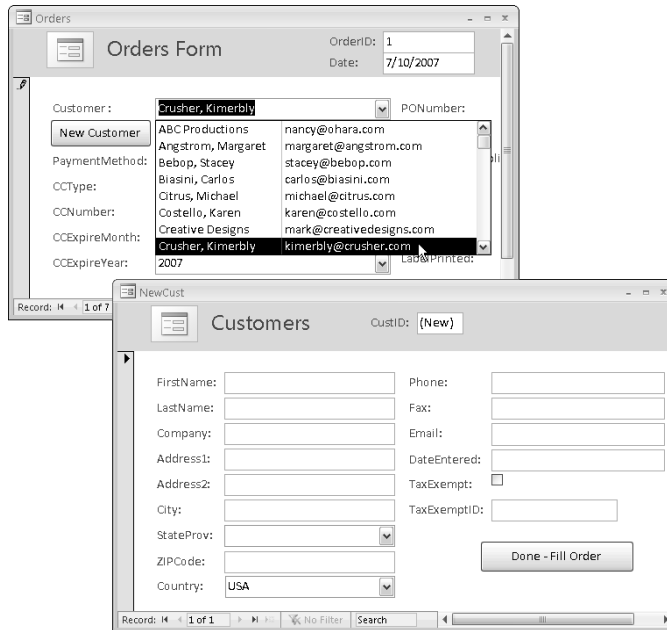 Orders
Orders Form
OrderID: 1
Date: 7/10/2007
Customer : Crusher, Kimerbly PONumber:
New Customer
ABC Productions nancy@ohara.com
Angstrom, Margaret margaret@angstrom.com
PaymentMethod: Bebop, Stacey stacey@bebop.com
CCType: Biasini, Carlos carlos@biasini.com
Citrus, Michael michael@citrus.com
CCNumber: Costello, Karen karen@costello.com
Creative Designs mark@creativedesigns.com
CCExpireMonth: Crusher, Kimerbly kimerbly@crusher.com
CCExpireYear: 2007
Record: 1 of 7
NewCust
Customers CustID: (New)
FirstName: Phone:
LastName: Fax:
Company: Email:
Address1: DateEntered:
Address2: TaxExempt:
City: TaxExemptID:
StateProv:
ZIPCode: Done - Fill Order
Country: USA
Record: 1 of 1 No Filter Search